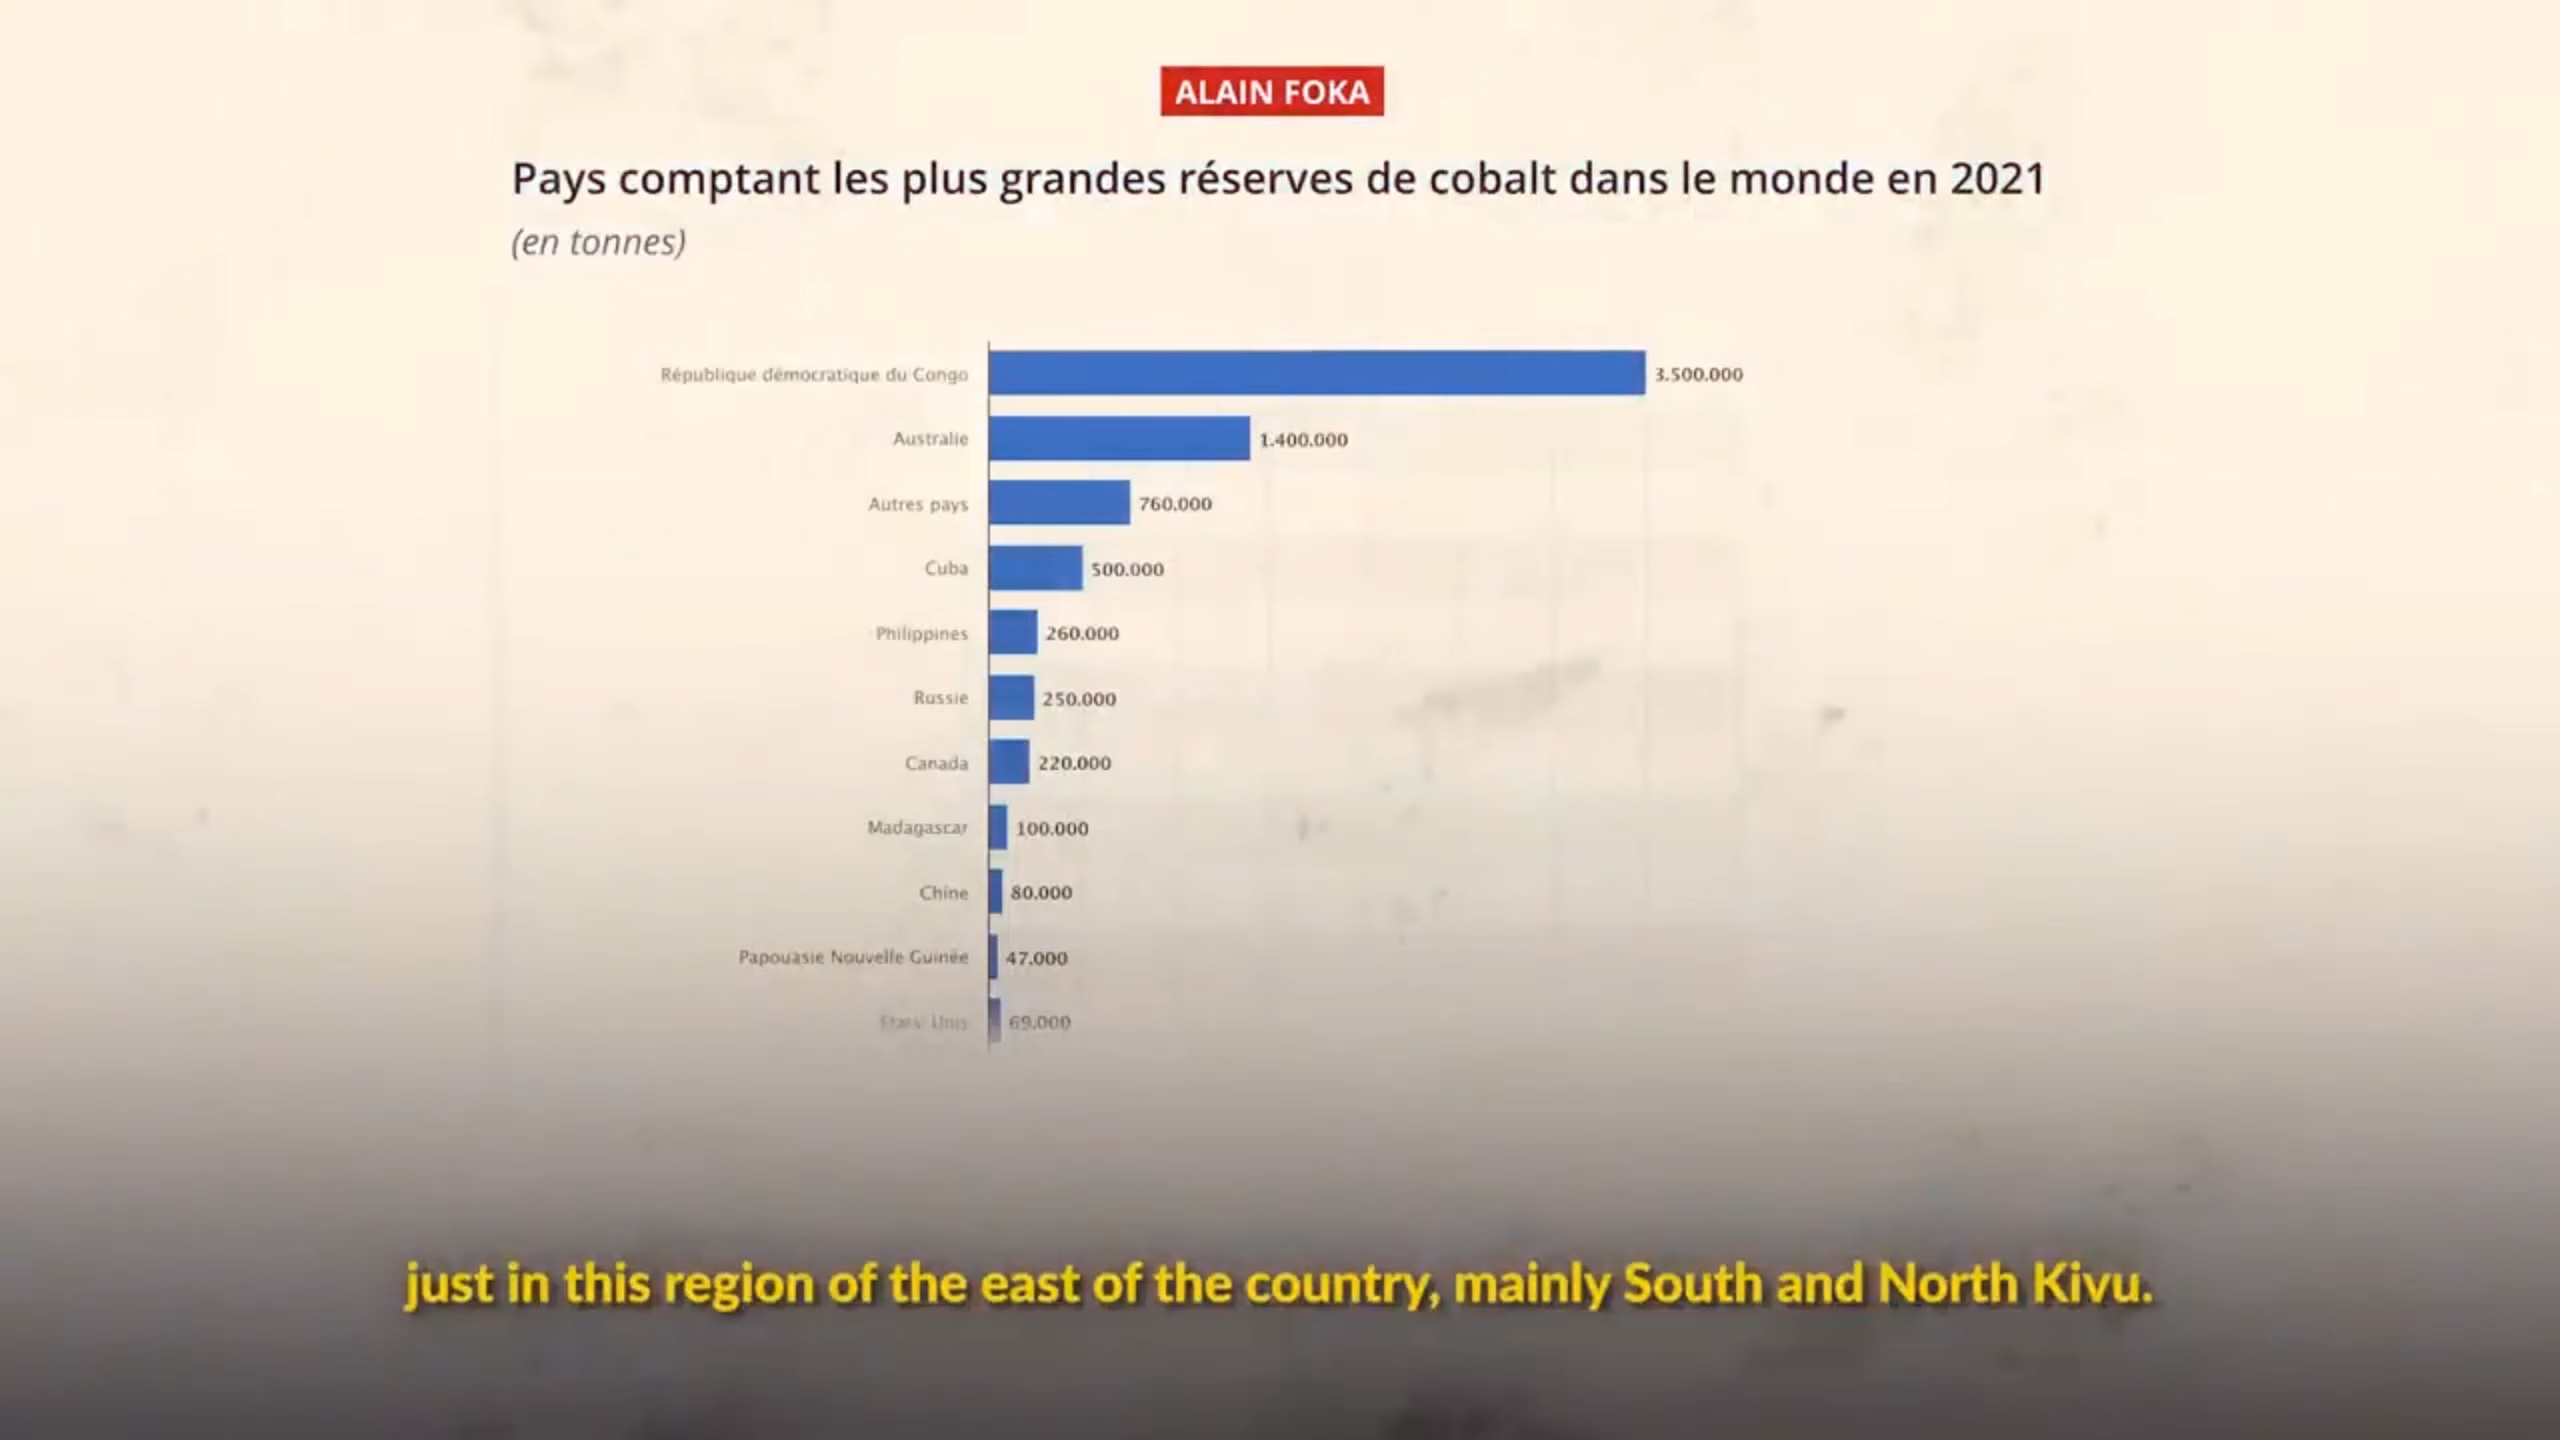 ALAIN FOKA
Pays comptant les plus grandes réserves de cobalt dans le monde en 2021
(en tonnes)
République démocratique du Congo 3.500.000
Australie 1.400.000
Autres pays 760.000
Cuba 500.000
Philippines 260.000
Russie 250.000
Canada 220.000
Madagascar 100.000
Chine 80.000
Papouasie Nouvelle Guinée 47.000
69.000
just in this region of the east of the country, mainly South and North Kivu.